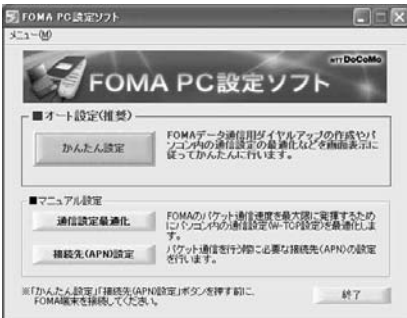 FOMA PC設定ソフト
メニュー(M)
NTT DoCoMo
FOMA PC設定ソフト
■オート設定(推奨)
かんたん設定
FOMAデータ通信用ダイヤルアップの作成やパ
ソコン内の通信設定の最適化などを画面表示に
従ってかんたんに行います。
■マニュアル設定
通信設定最適化
FOMAのパケット通信速度を最大限に発揮するため
にパソコン内の通信設定(W-TCP設定)を最適化しま
す。
接続先(APN)設定
パケット通信を行う際に必要な接続先(APN)の設定
を行います。
※「かんたん設定」「接続先(APN設定)」ボタンを押す前に、
FOMA端末を接続してください。
終了